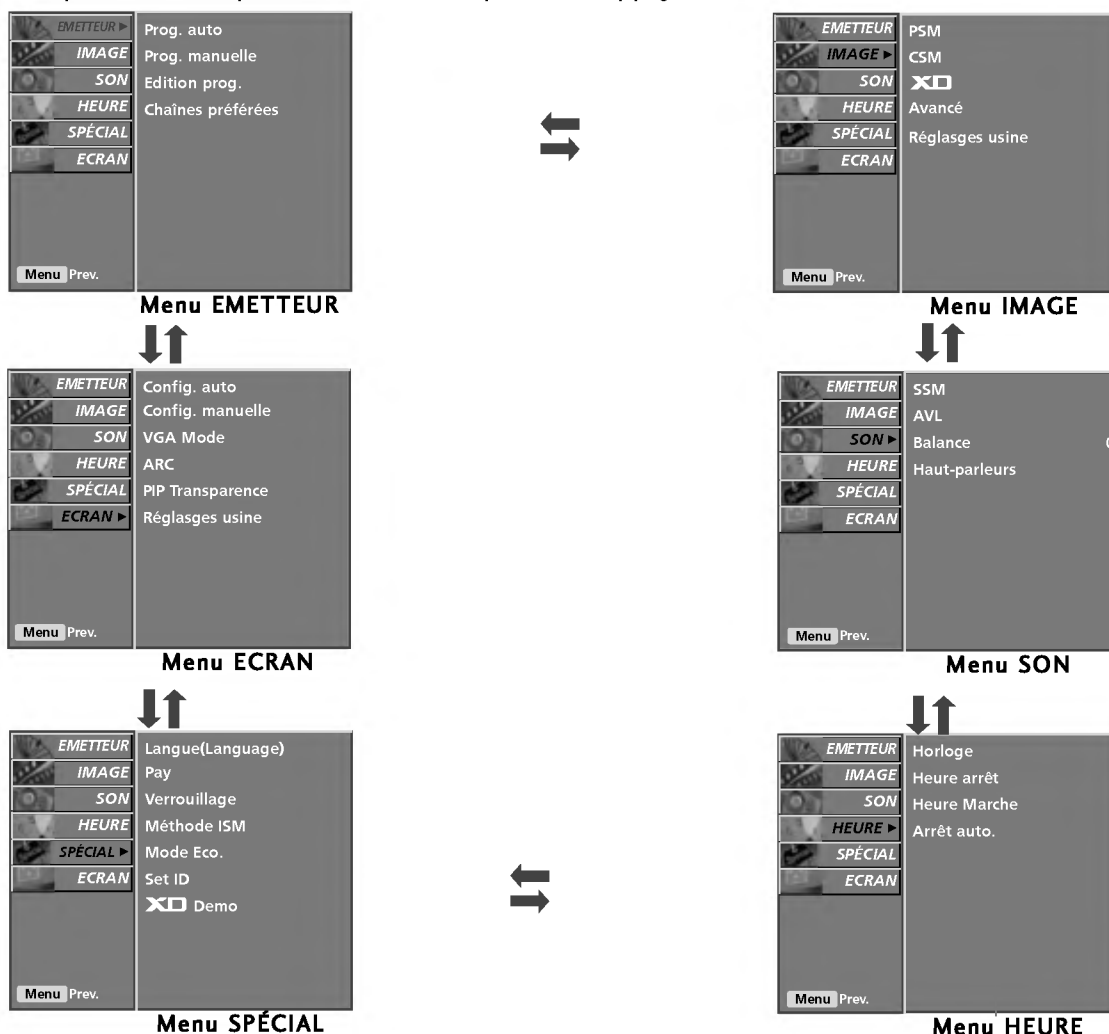 EMETTEUR ►
IMAGE
SON
HEURE
SPÉCIAL
ECRAN
Prog. auto
Prog. manuelle
Edition prog.
Chaînes préférées
Menu Prev.
Menu EMETTEUR
EMETTEUR
IMAGE ►
SON
HEURE
SPÉCIAL
ECRAN
PSM
CSM
XD
Avancé
Réglasges usine
Menu Prev.
Menu IMAGE
EMETTEUR
IMAGE
SON
HEURE
SPÉCIAL
ECRAN ►
Config. auto
Config. manuelle
VGA Mode
ARC
PIP Transparence
Réglasges usine
Menu Prev.
Menu ECRAN
EMETTEUR
IMAGE
SON ►
HEURE
SPÉCIAL
ECRAN
SSM
AVL
Balance
Haut-parleurs
Menu Prev.
Menu SON
EMETTEUR
IMAGE
SON
HEURE
SPÉCIAL ►
ECRAN
Langue(Language)
Pay
Verrouillage
Méthode ISM
Mode Eco.
Set ID
XD Demo
Menu Prev.
Menu SPÉCIAL
EMETTEUR
IMAGE
SON
HEURE ►
SPÉCIAL
ECRAN
Horloge
Heure arrêt
Heure Marche
Arrêt auto.
Menu Prev.
Menu HEURE